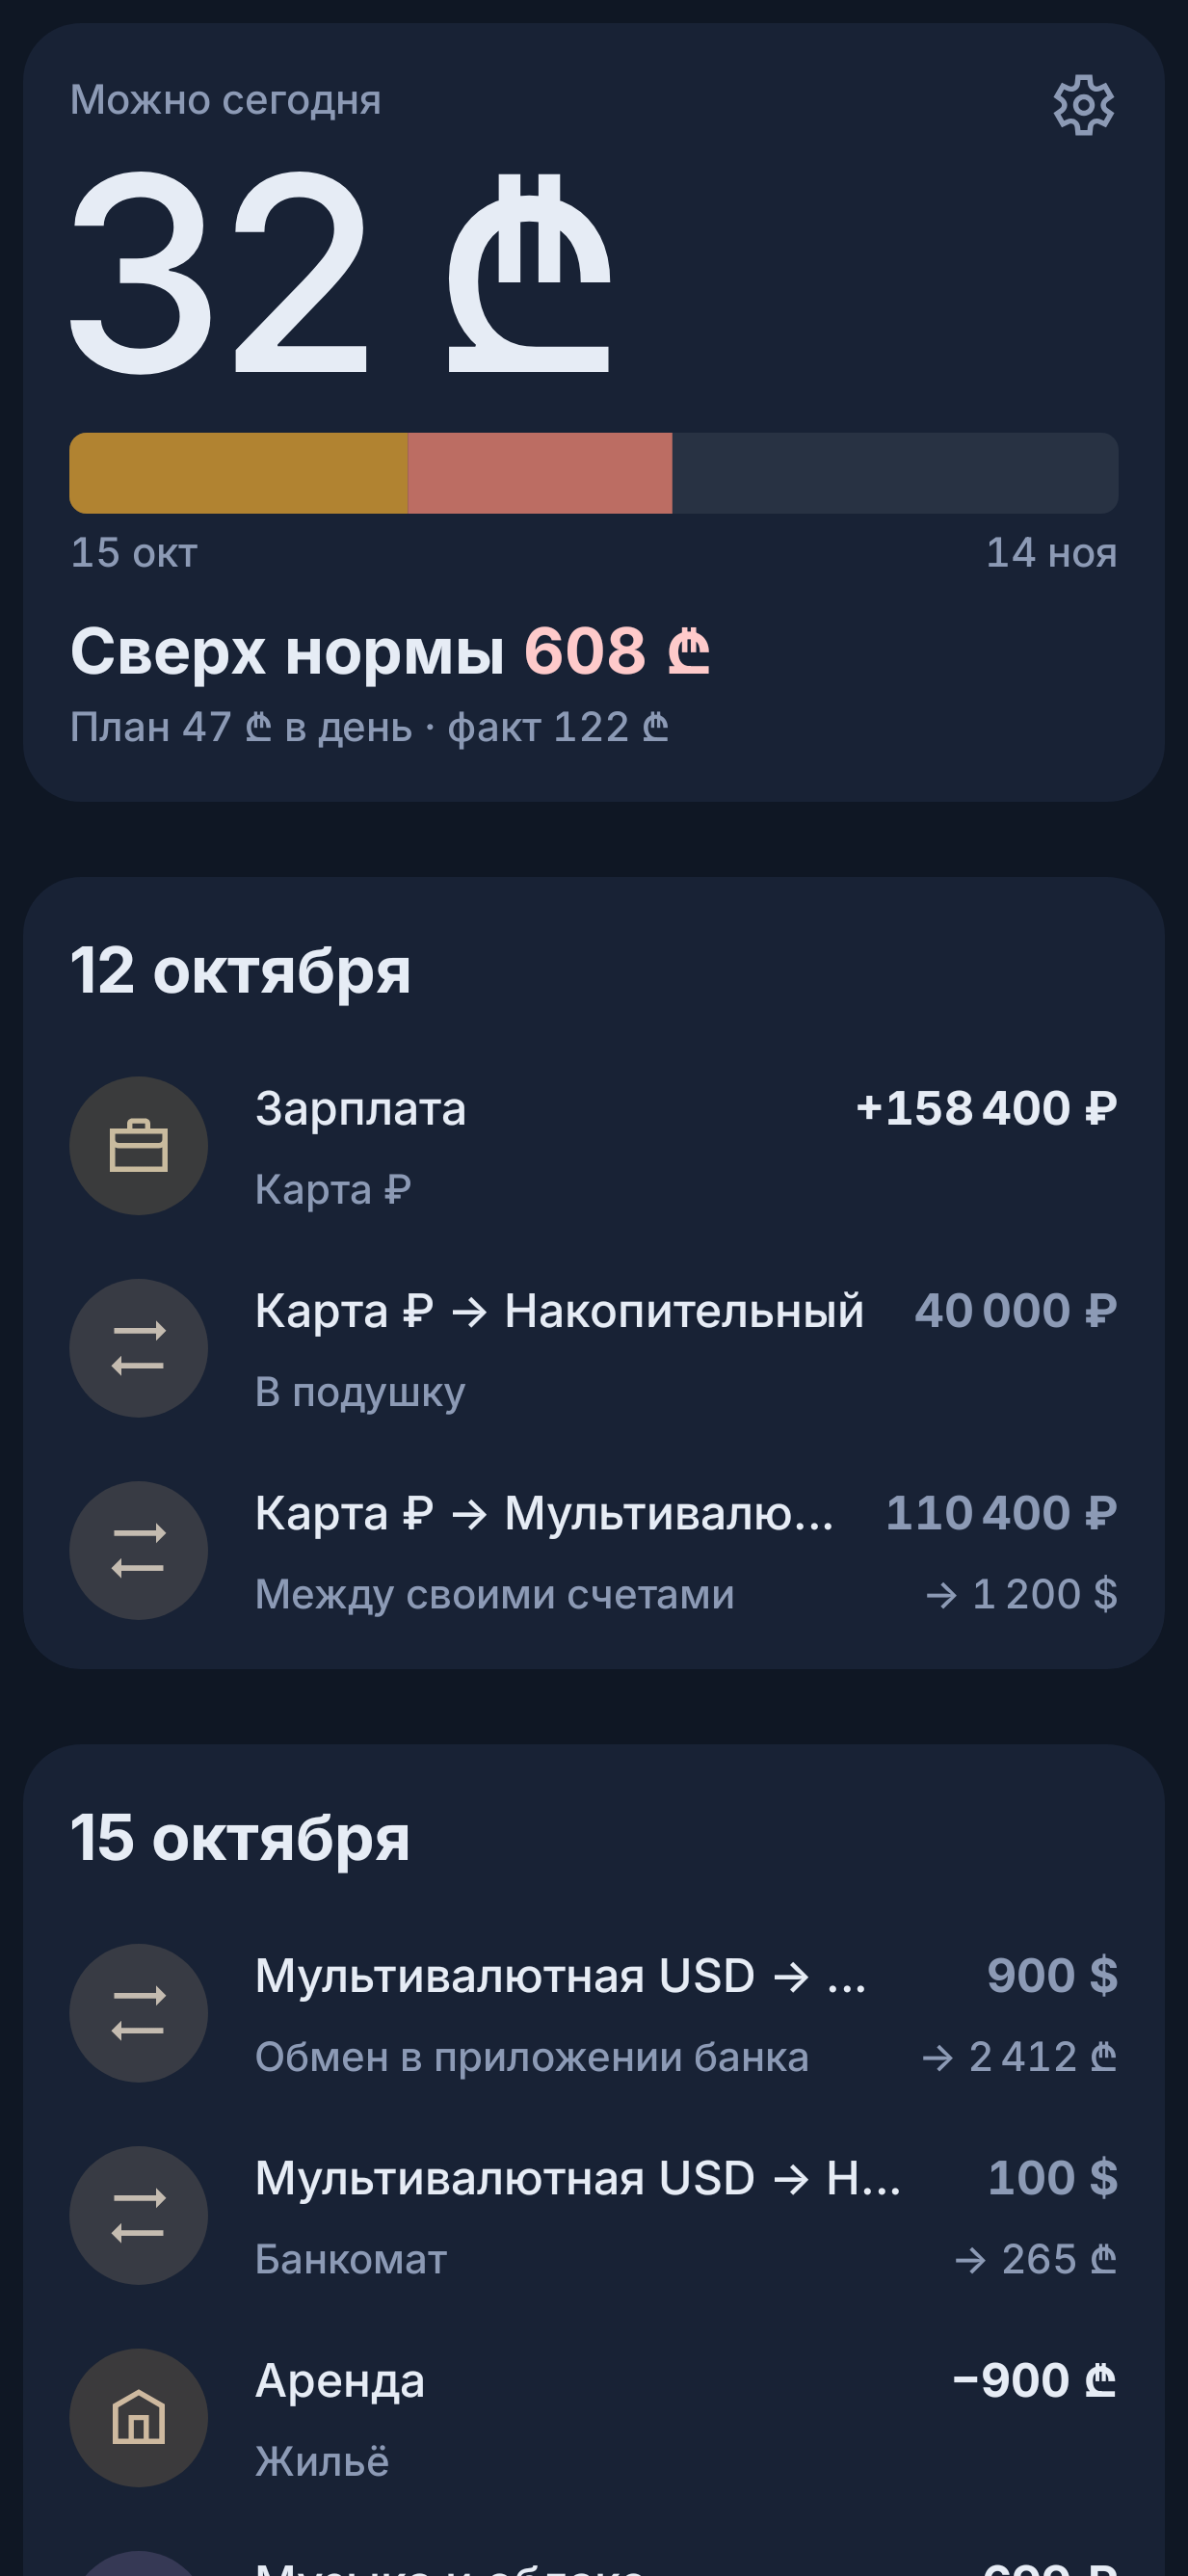 Можно сегодня
32 ₾
15 окт 14 ноя
Сверх нормы 608 ₾
План 47 ₾ в день · факт 122 ₾
12 октября
Зарплата +158 400 ₽
Карта ₽
Карта ₽ → Накопительный 40 000 ₽
В подушку
Карта ₽ → Мультивалю... 110 400 ₽
Между своими счетами → 1 200 $
15 октября
Мультивалютная USD → ... 900 $
Обмен в приложении банка → 2 412 ₾
Мультивалютная USD → Н... 100 $
Банкомат → 265 ₾
Аренда −900 ₾
Жильё